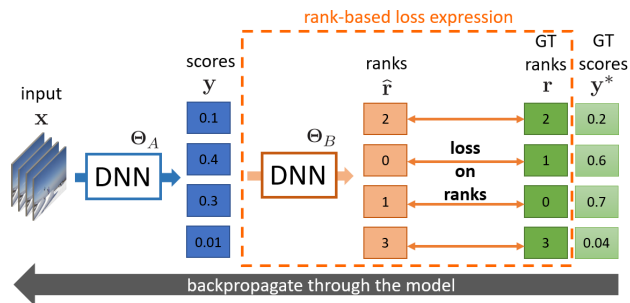 rank-based loss expression
GT
GT
scores
ranks
ranks
scores
input
y
r̂
r
y*
x
0.1
2
2
0.2
Θ_A
Θ_B
DNN
0.4
DNN
0
loss
1
0.6
on
0.3
1
ranks
0
0.7
0.01
3
3
0.04
backpropagate through the model